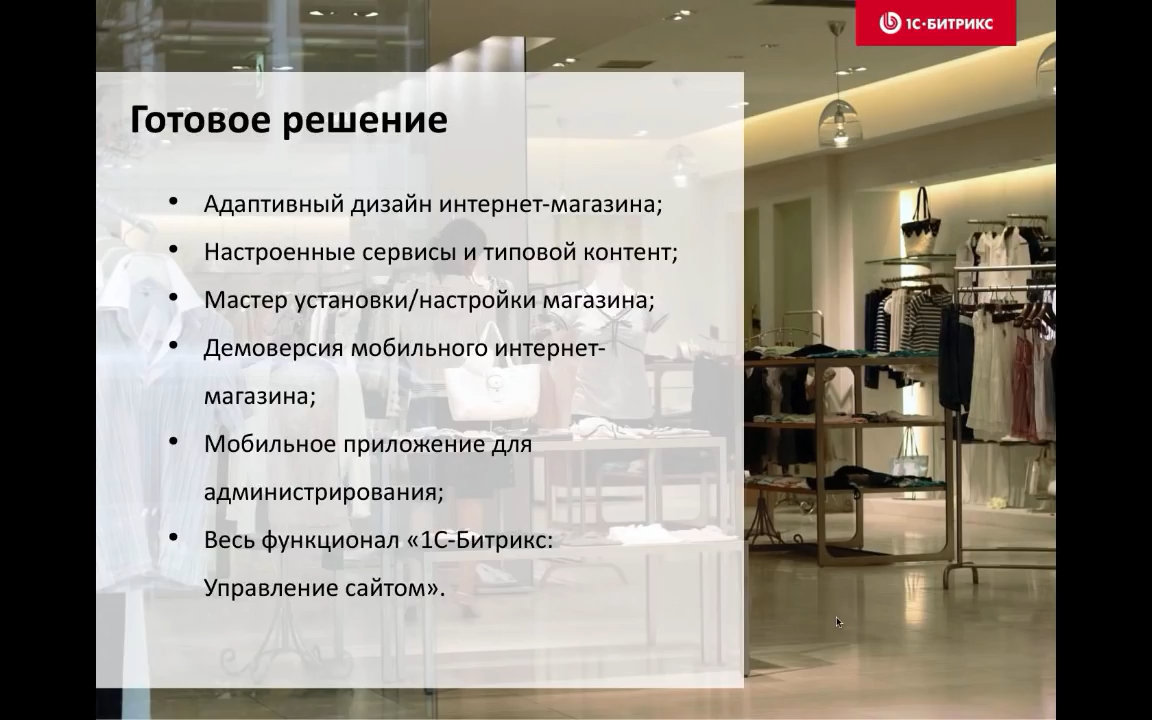 1С-БИТРИКС
Готовое решение
• Адаптивный дизайн интернет-магазина;
• Настроенные сервисы и типовой контент;
• Мастер установки/настройки магазина;
• Демоверсия мобильного интернет-
магазина;
• Мобильное приложение для
администрирования;
• Весь функционал «1С-Битрикс:
Управление сайтом».